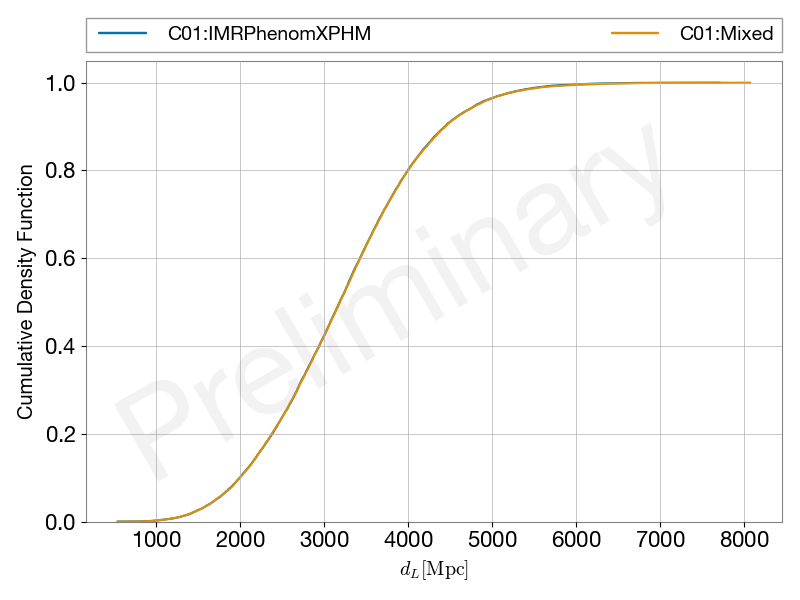 C01:IMRPhenomXPHM C01:Mixed
1.0
0.8
0.6
0.4
0.2
0.0
Cumulative Density Function
Preliminary
1000 2000 3000 4000 5000 6000 7000 8000
d_L[Mpc]